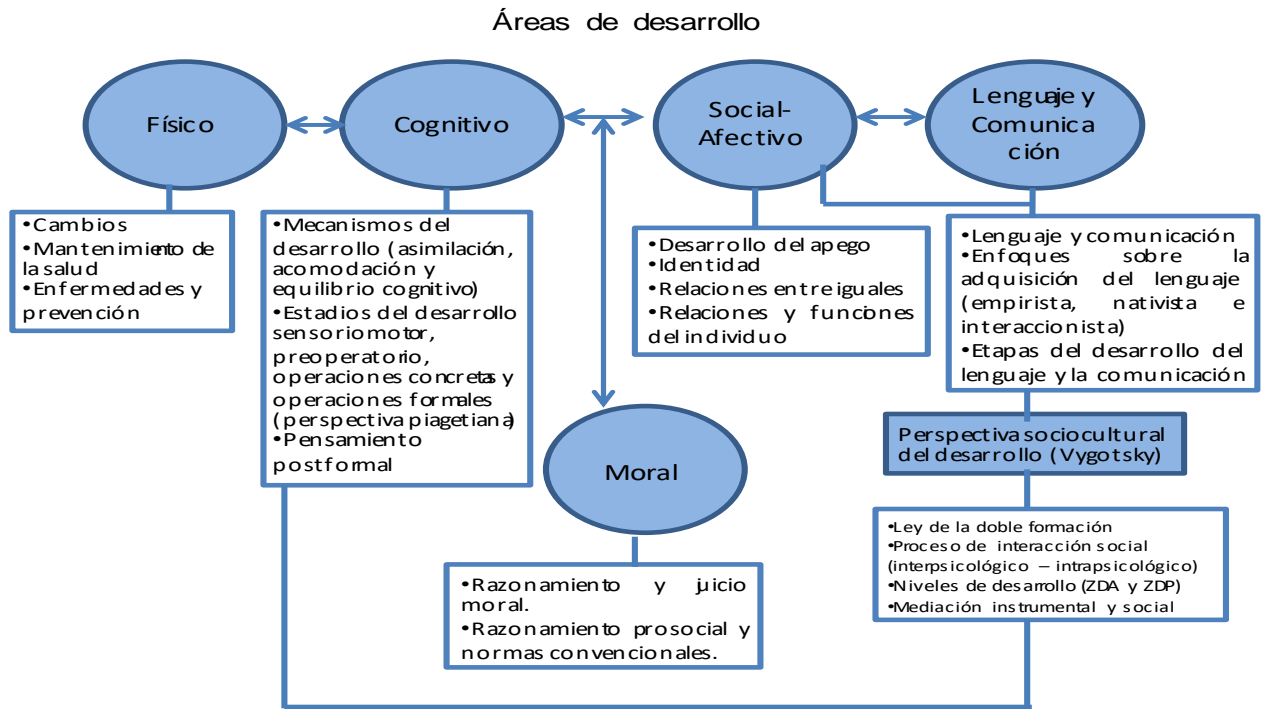 Áreas de desarrollo
Físico
Cognitivo
Social-
Afectivo
Lenguaje y
Comunica
ción
•Cambios
•Mantenimiento de
la salud
•Enfermedades y
prevención
•Mecanismos del
desarrollo (asimilación,
acomodación y
equilibrio cognitivo)
•Estadios del desarrollo
sensoriomotor,
preoperatorio,
operaciones concretas y
operaciones formales
(perspectiva piagetiana)
•Pensamiento
postformal
•Desarrollo del apego
•Identidad
•Relaciones entre iguales
•Relaciones y funciones
del individuo
•Lenguaje y comunicación
•Enfoques sobre la
adquisición del lenguaje
(empirista, nativista e
interaccionista)
•Etapas del desarrollo del
lenguaje y la comunicación
Moral
•Razonamiento y juicio
moral.
•Razonamiento prosocial y
normas convencionales.
Perspectiva sociocultural
del desarrollo (Vygotsky)
•Ley de la doble formación
•Proceso de interacción social
(interpsicológico – intrapsicológico)
•Niveles de desarrollo (ZDA y ZDP)
•Mediación instrumental y social